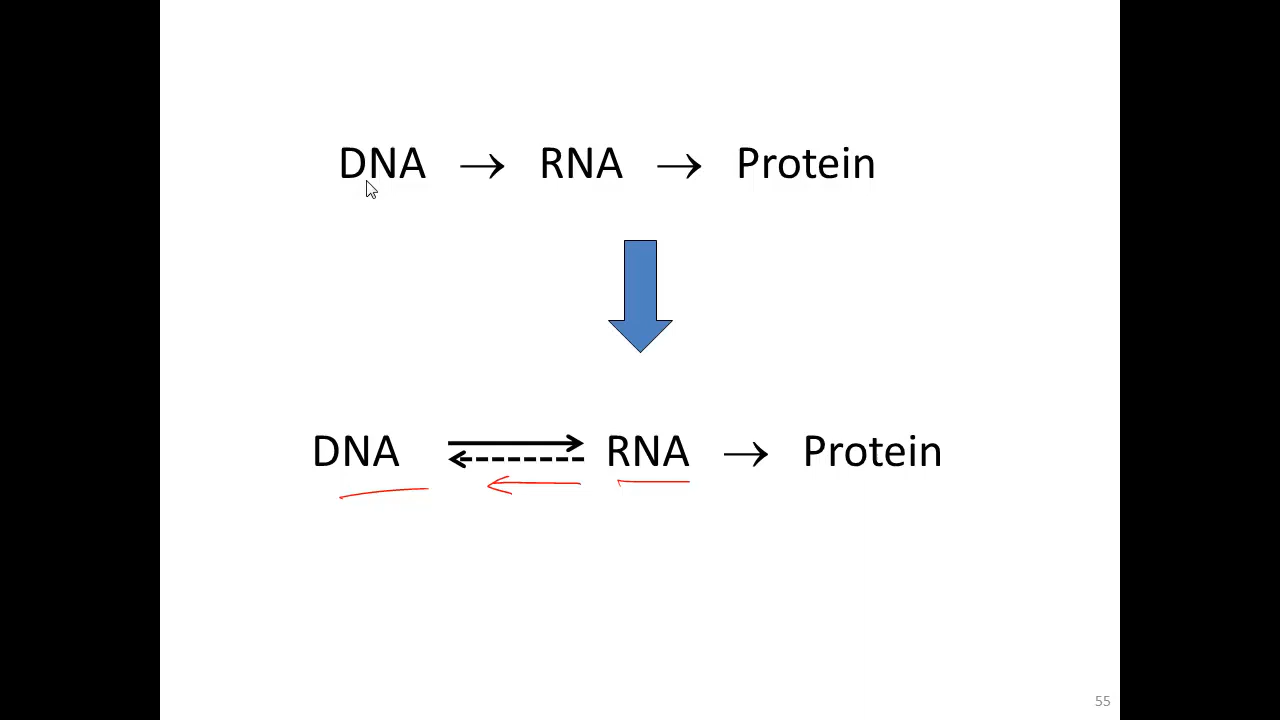 DNA → RNA → Protein
DNA ⇄ RNA → Protein
55